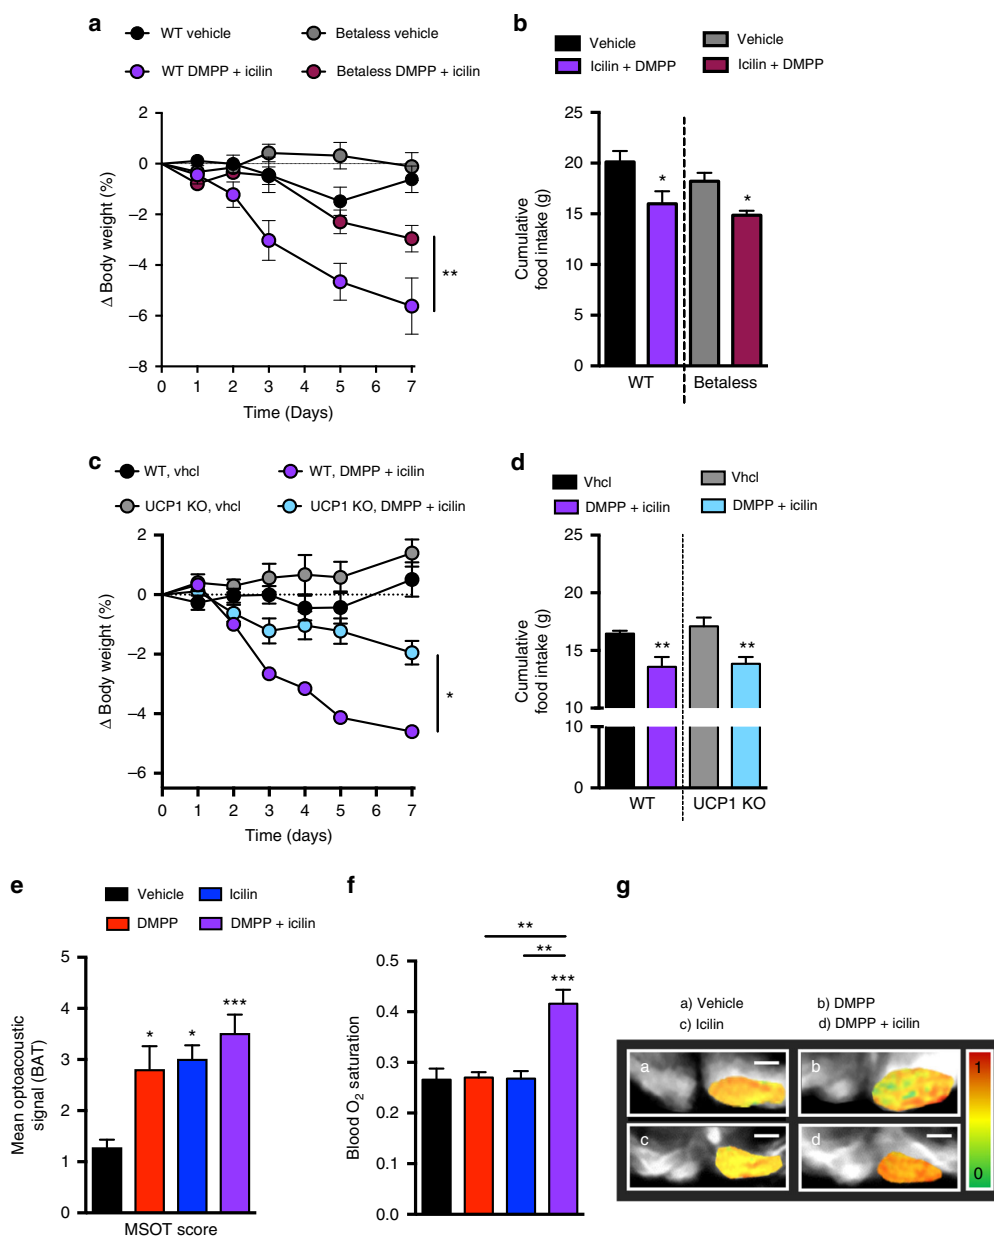 a
WT vehicle
Betaless vehicle
WT DMPP + icilin
Betaless DMPP + icilin
Δ Body weight (%)
2
0
–2
–4
–6
–8
**
0 1 2 3 4 5 6 7
Time (Days)
b
Vehicle
Vehicle
Icilin + DMPP
Icilin + DMPP
Cumulative
food intake (g)
25
20
15
10
5
0
*
*
WT
Betaless
c
WT, vhcl
WT, DMPP + icilin
UCP1 KO, vhcl
UCP1 KO, DMPP + icilin
Δ Body weight (%)
2
0
–2
–4
–6
*
0 1 2 3 4 5 6 7
Time (days)
d
Vhcl
Vhcl
DMPP + icilin
DMPP + icilin
Cumulative
food intake (g)
25
20
15
10
10
0
**
**
WT
UCP1 KO
e
Vehicle
Icilin
DMPP
DMPP + icilin
Mean optoacoustic
signal (BAT)
5
4
3
2
1
0
*
*
***
MSOT score
f
Blood O2 saturation
0.5
0.4
0.3
0.2
0.1
0.0
**
**
***
g
a) Vehicle
b) DMPP
c) Icilin
d) DMPP + icilin
a
b
c
d
1
0